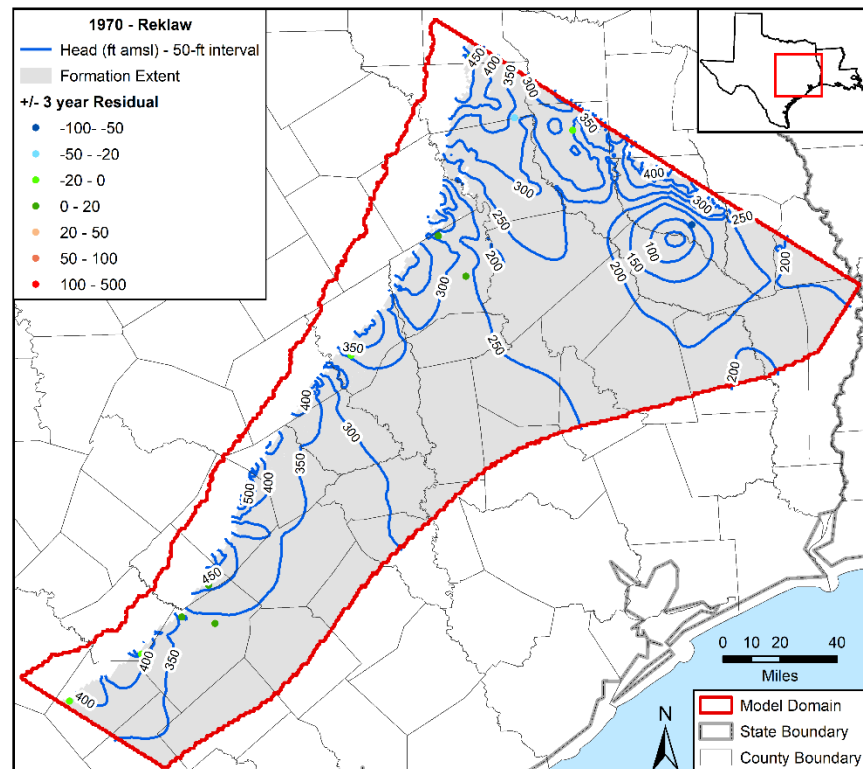 1970 - Reklaw
Head (ft amsl) - 50-ft interval
Formation Extent
+/- 3 year Residual
-100- -50
-50 - -20
-20 - 0
0 - 20
20 - 50
50 - 100
100 - 500
450
400
350
300
350
400
300
250
300
250
200
100
150
200
200
300
250
350
200
400
300
350
400
500
450
400
350
400
0 10 20 40
Miles
N
Model Domain
State Boundary
County Boundary